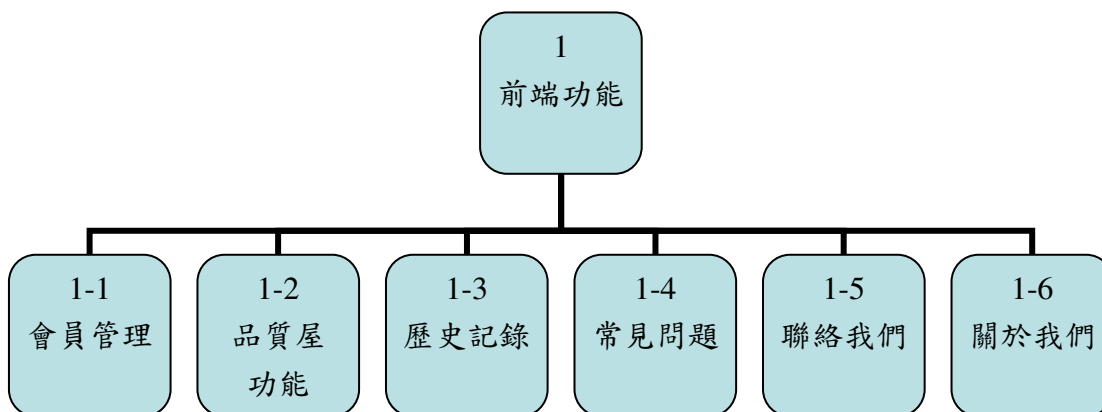 1
前端功能
1-1
會員管理
1-2
品質屋
功能
1-3
歷史記錄
1-4
常見問題
1-5
聯絡我們
1-6
關於我們